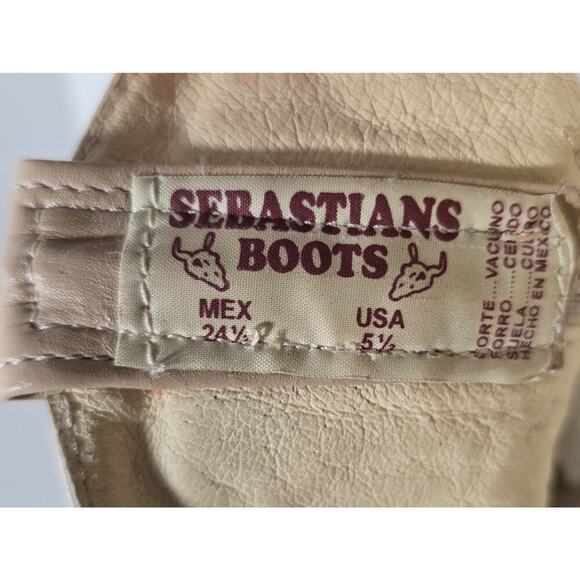 SEBASTIANS
BOOTS
MEX
24½
USA
5½
CORTE.....VACUNO
FORRO.....CERDO
SUELA.....CUERO
HECHO EN MEXICO